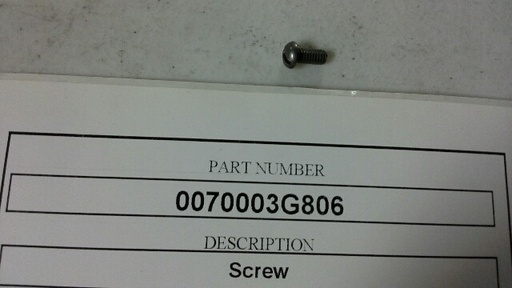 PART NUMBER
0070003G806
DESCRIPTION
Screw